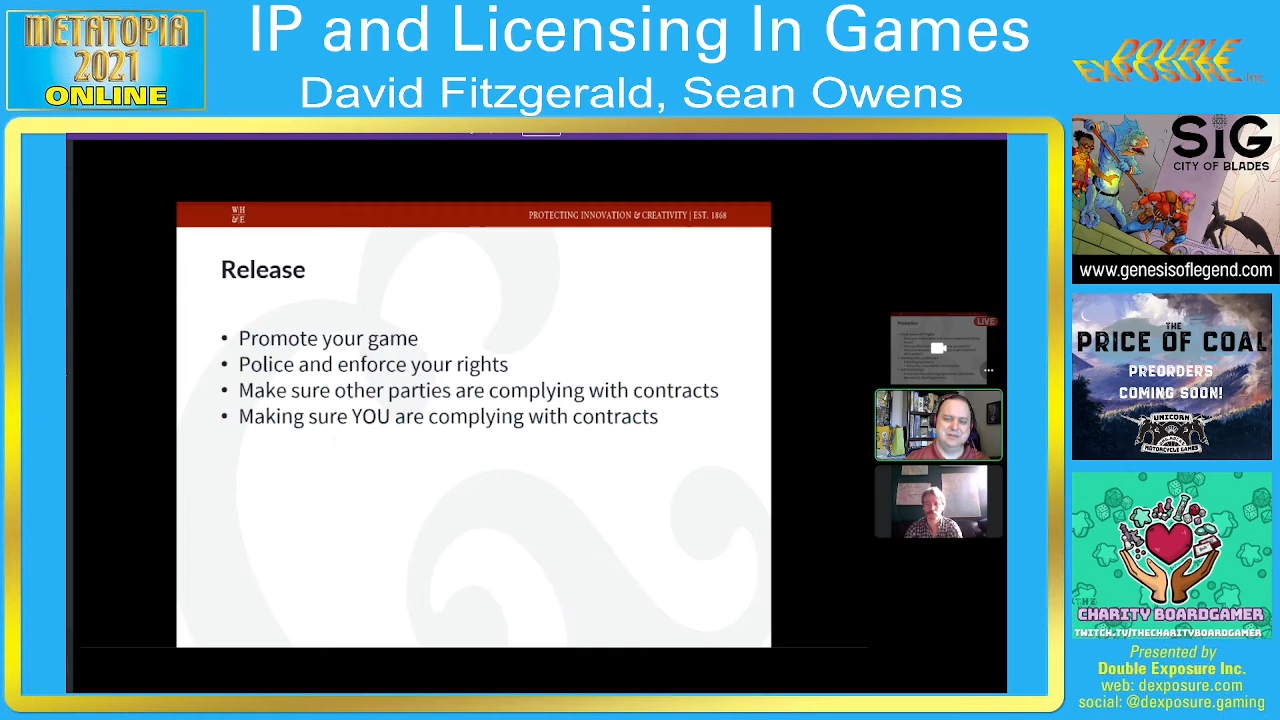 METATOPIA
2021
ONLINE
IP and Licensing In Games
David Fitzgerald, Sean Owens
DOUBLE
EXPOSURE Inc.
SiG
CITY OF BLADES
www.genesisoflegend.com
THE
PRICE OF COAL
PREORDERS
COMING SOON!
UNICORN
MOTORCYCLE GAMES
THE
CHARITY BOARDGAMER
TWITCH.TV/THECHARITYBOARDGAMER
Presented by
Double Exposure Inc.
web: dexposure.com
social: @dexposure.gaming
W|H
&|E
PROTECTING INNOVATION & CREATIVITY | EST. 1868
Release
• Promote your game
• Police and enforce your rights
• Make sure other parties are complying with contracts
• Making sure YOU are complying with contracts
LIVE